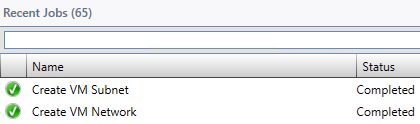 Recent Jobs (65)
Name Status
Create VM Subnet Completed
Create VM Network Completed